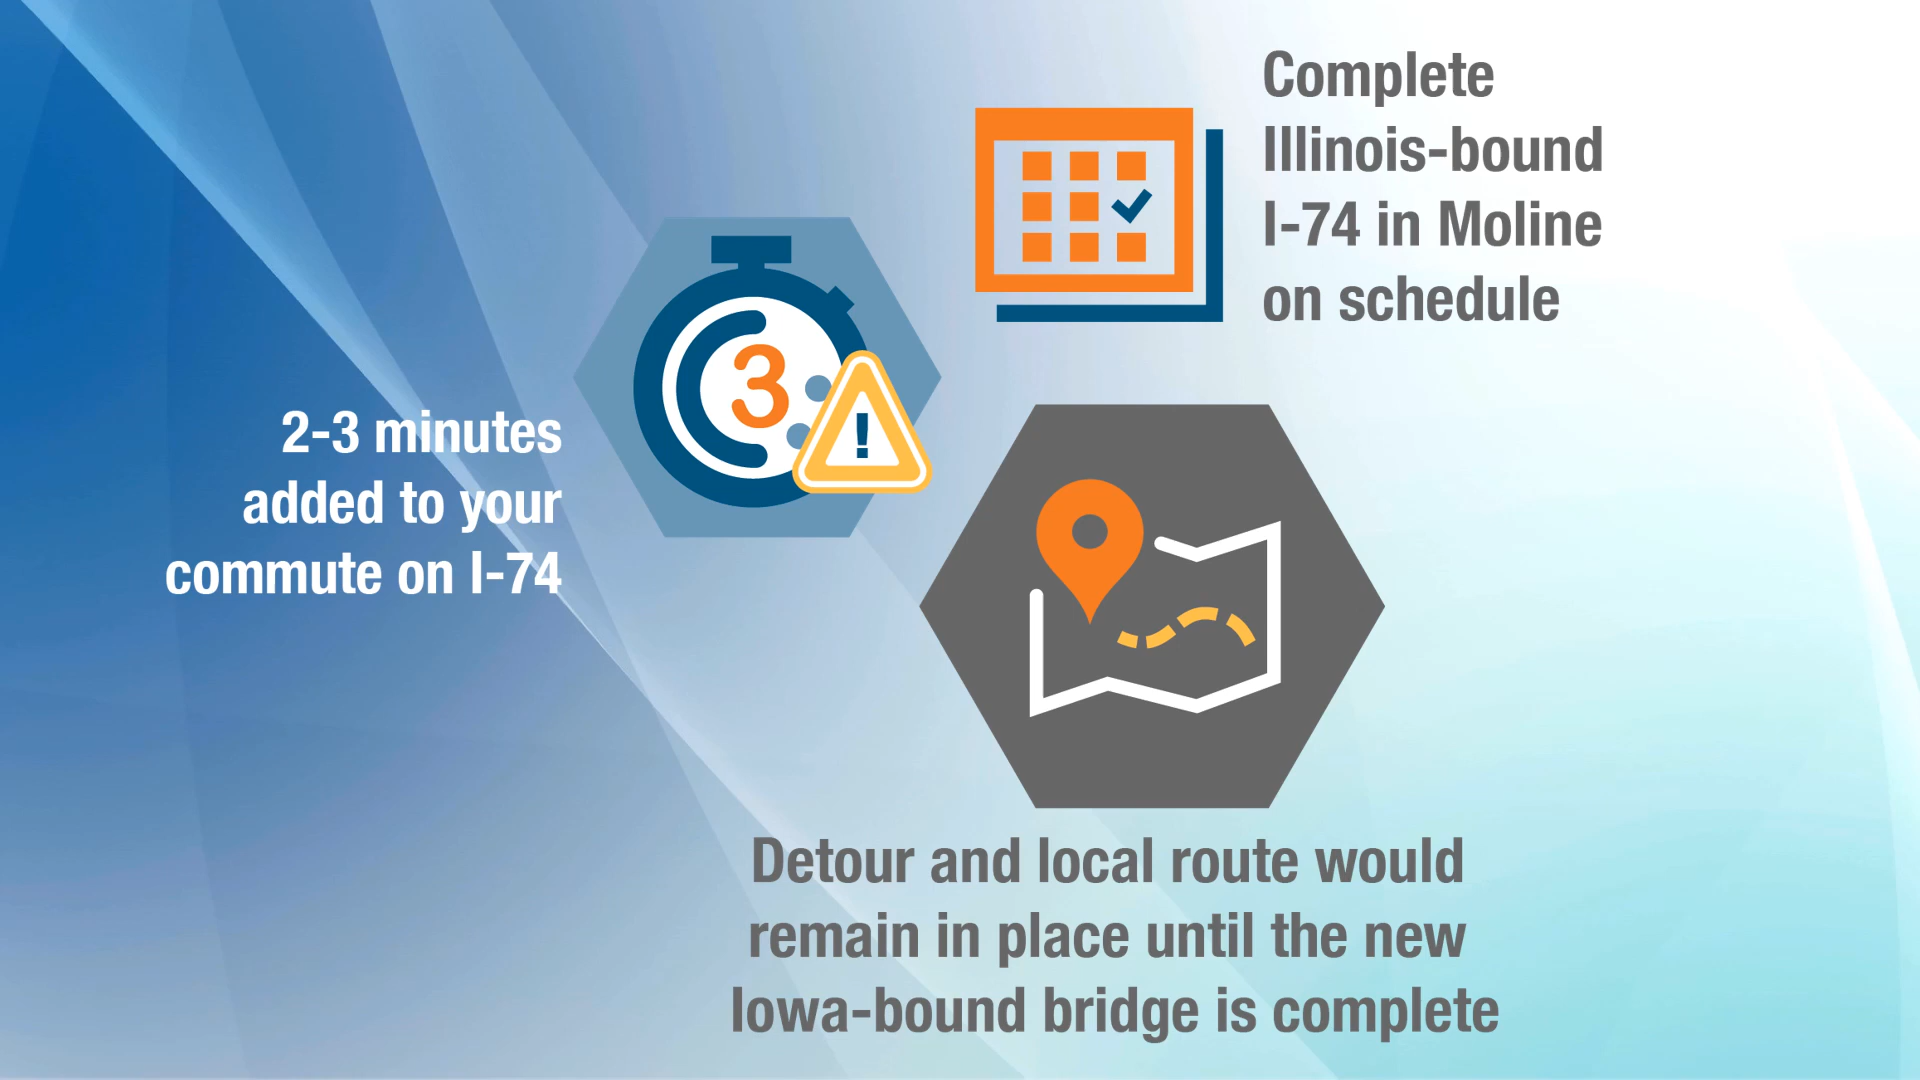 Complete
Illinois-bound
I-74 in Moline
on schedule
3
!
2-3 minutes
added to your
commute on I-74
Detour and local route would
remain in place until the new
Iowa-bound bridge is complete